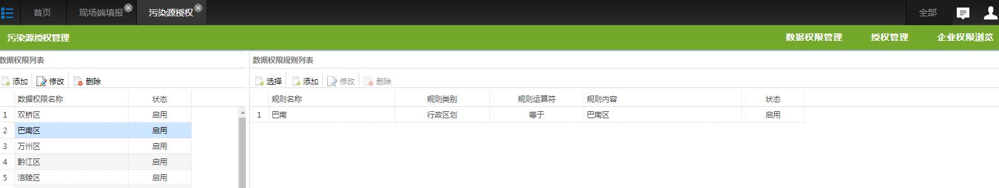 首页 现场端填报 污染源授权 全部
污染源授权管理 数据权限管理 授权管理 企业权限浏览
数据权限列表 数据权限规则列表
添加 修改 删除 选择 添加 修改 删除
数据权限名称 状态 规则名称 规则类别 规则运算符 规则内容 状态
1 双桥区 启用 1 巴南 行政区划 等于 巴南区 启用
2 巴南区 启用
3 万州区 启用
4 黔江区 启用
5 涪陵区 启用